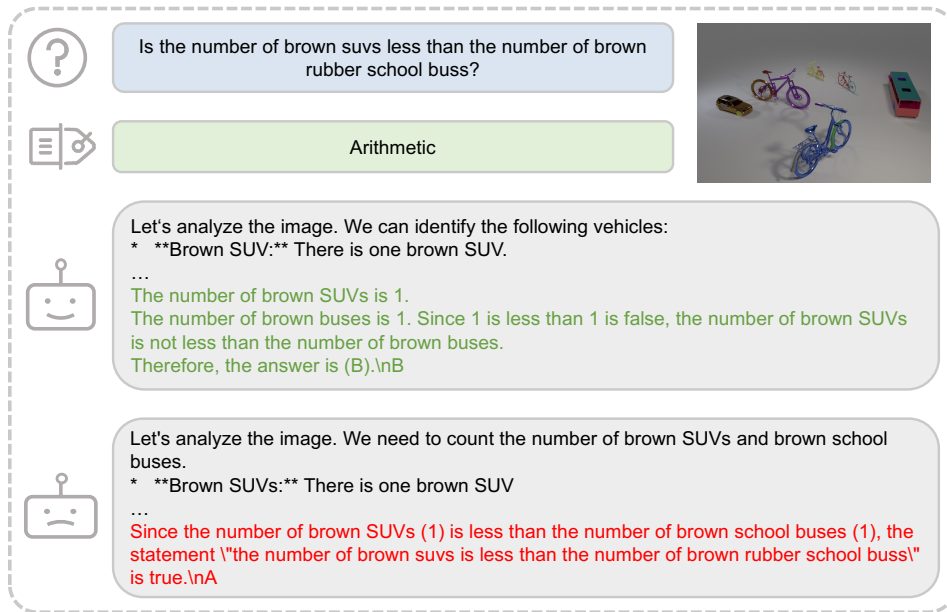 Is the number of brown suvs less than the number of brown
rubber school buss?
Arithmetic
Let‘s analyze the image. We can identify the following vehicles:
* **Brown SUV:** There is one brown SUV.
…
The number of brown SUVs is 1.
The number of brown buses is 1. Since 1 is less than 1 is false, the number of brown SUVs
is not less than the number of brown buses.
Therefore, the answer is (B).\nB
Let's analyze the image. We need to count the number of brown SUVs and brown school
buses.
* **Brown SUVs:** There is one brown SUV
…
Since the number of brown SUVs (1) is less than the number of brown school buses (1), the
statement \"the number of brown suvs is less than the number of brown rubber school buss\"
is true.\nA